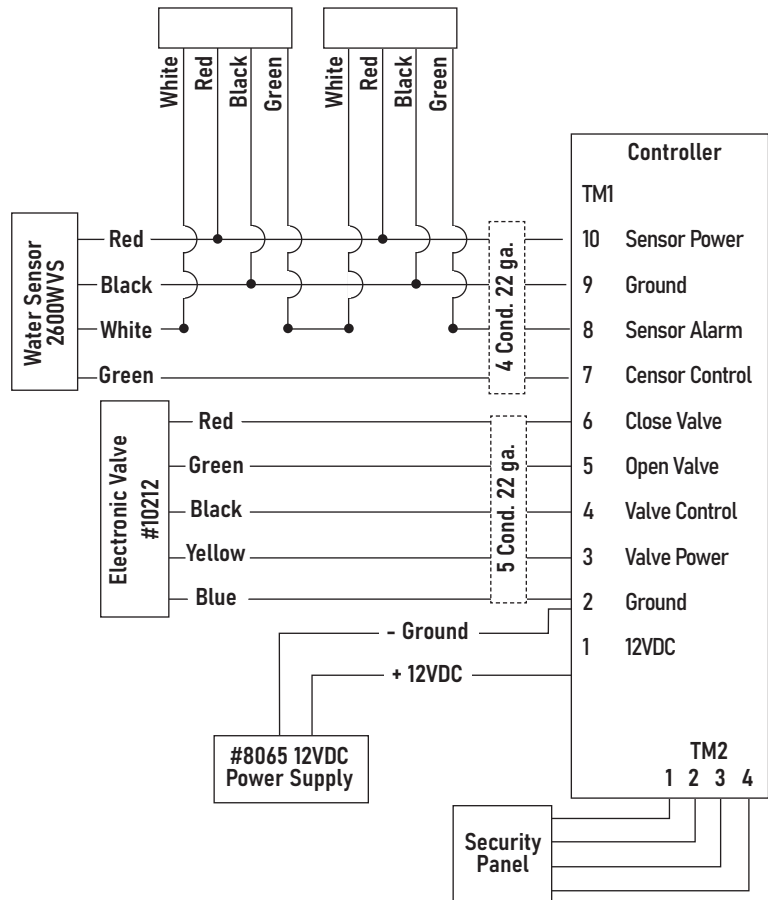 White Red Black Green White Red Black Green
Controller
TM1
Water Sensor
2600WVS
Red
Black
White
Green
4 Cond. 22 ga.
10 Sensor Power
9 Ground
8 Sensor Alarm
7 Censor Control
Electronic Valve
#10212
Red
Green
Black
Yellow
Blue
5 Cond. 22 ga.
6 Close Valve
5 Open Valve
4 Valve Control
3 Valve Power
2 Ground
1 12VDC
- Ground
+ 12VDC
#8065 12VDC
Power Supply
TM2
1 2 3 4
Security
Panel